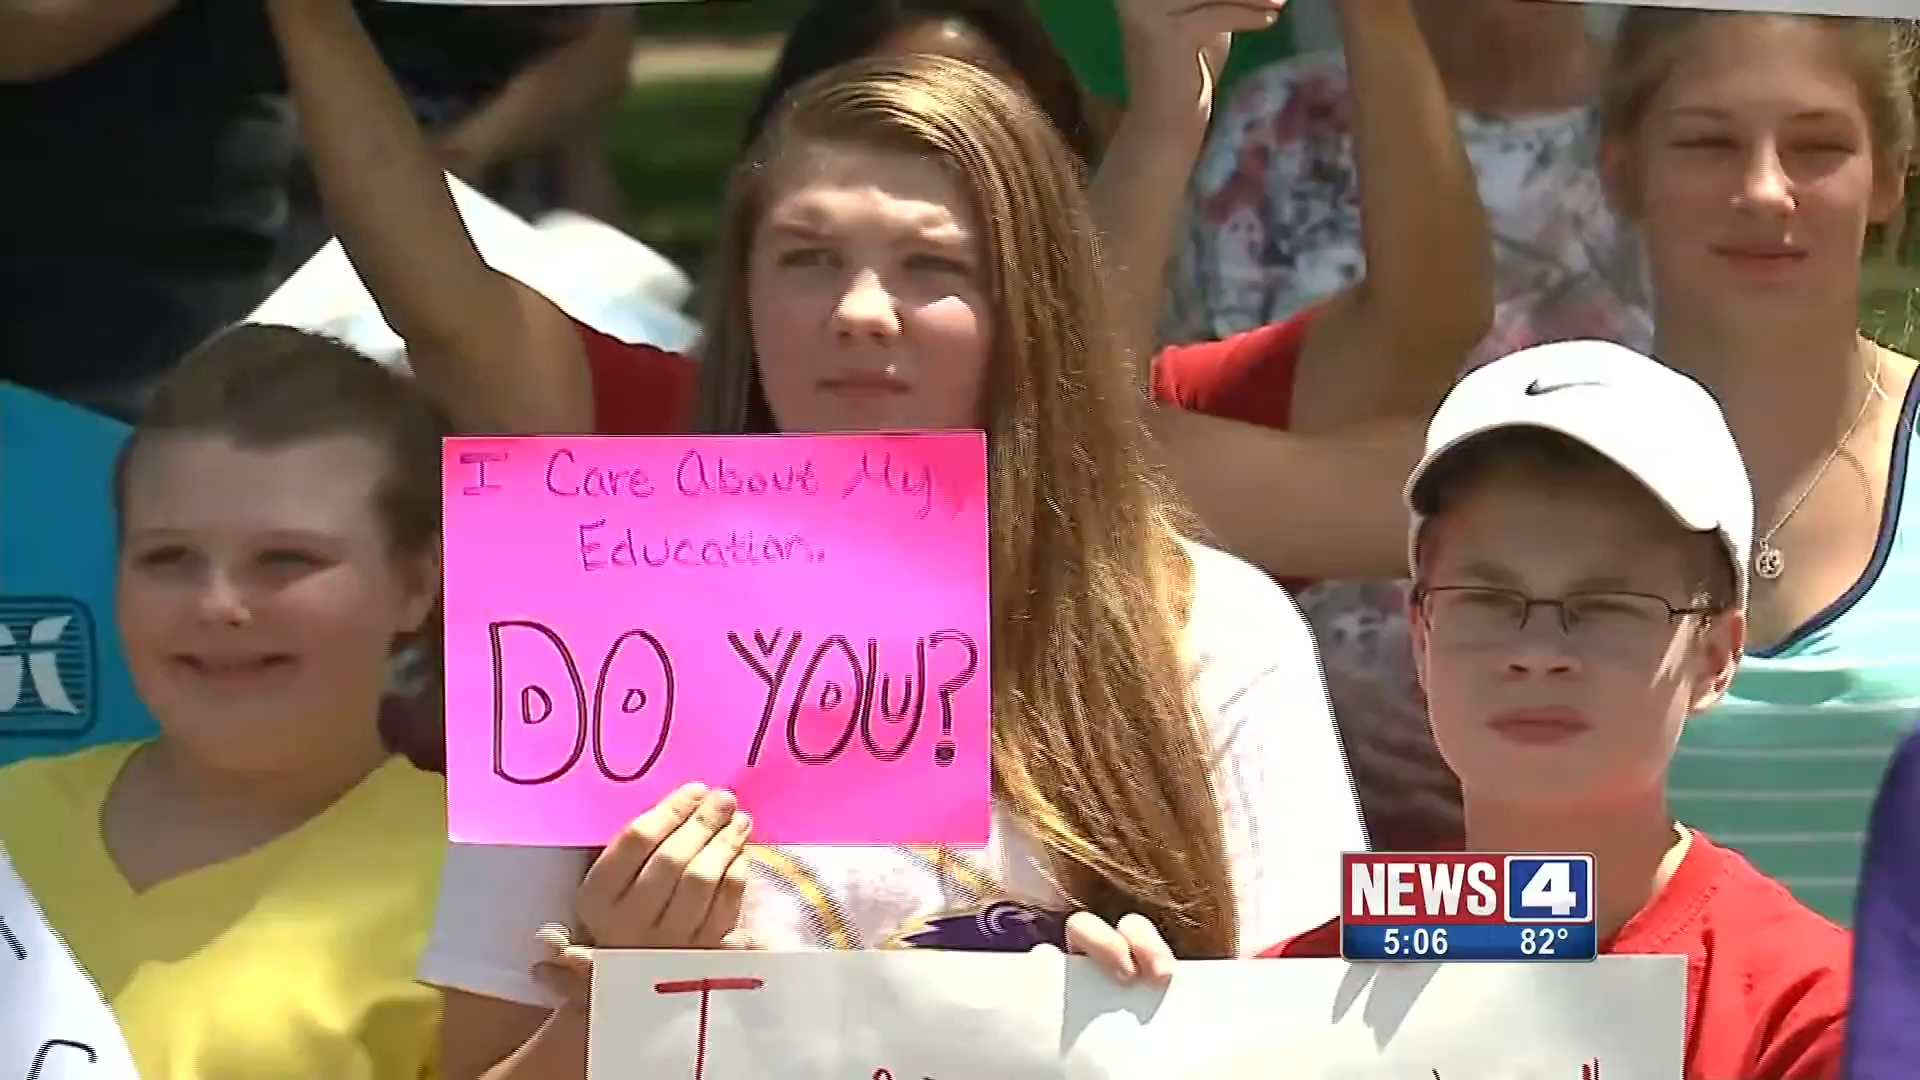 I Care About My
Education.
DO YOU?
NEWS 4
5:06 82°
I